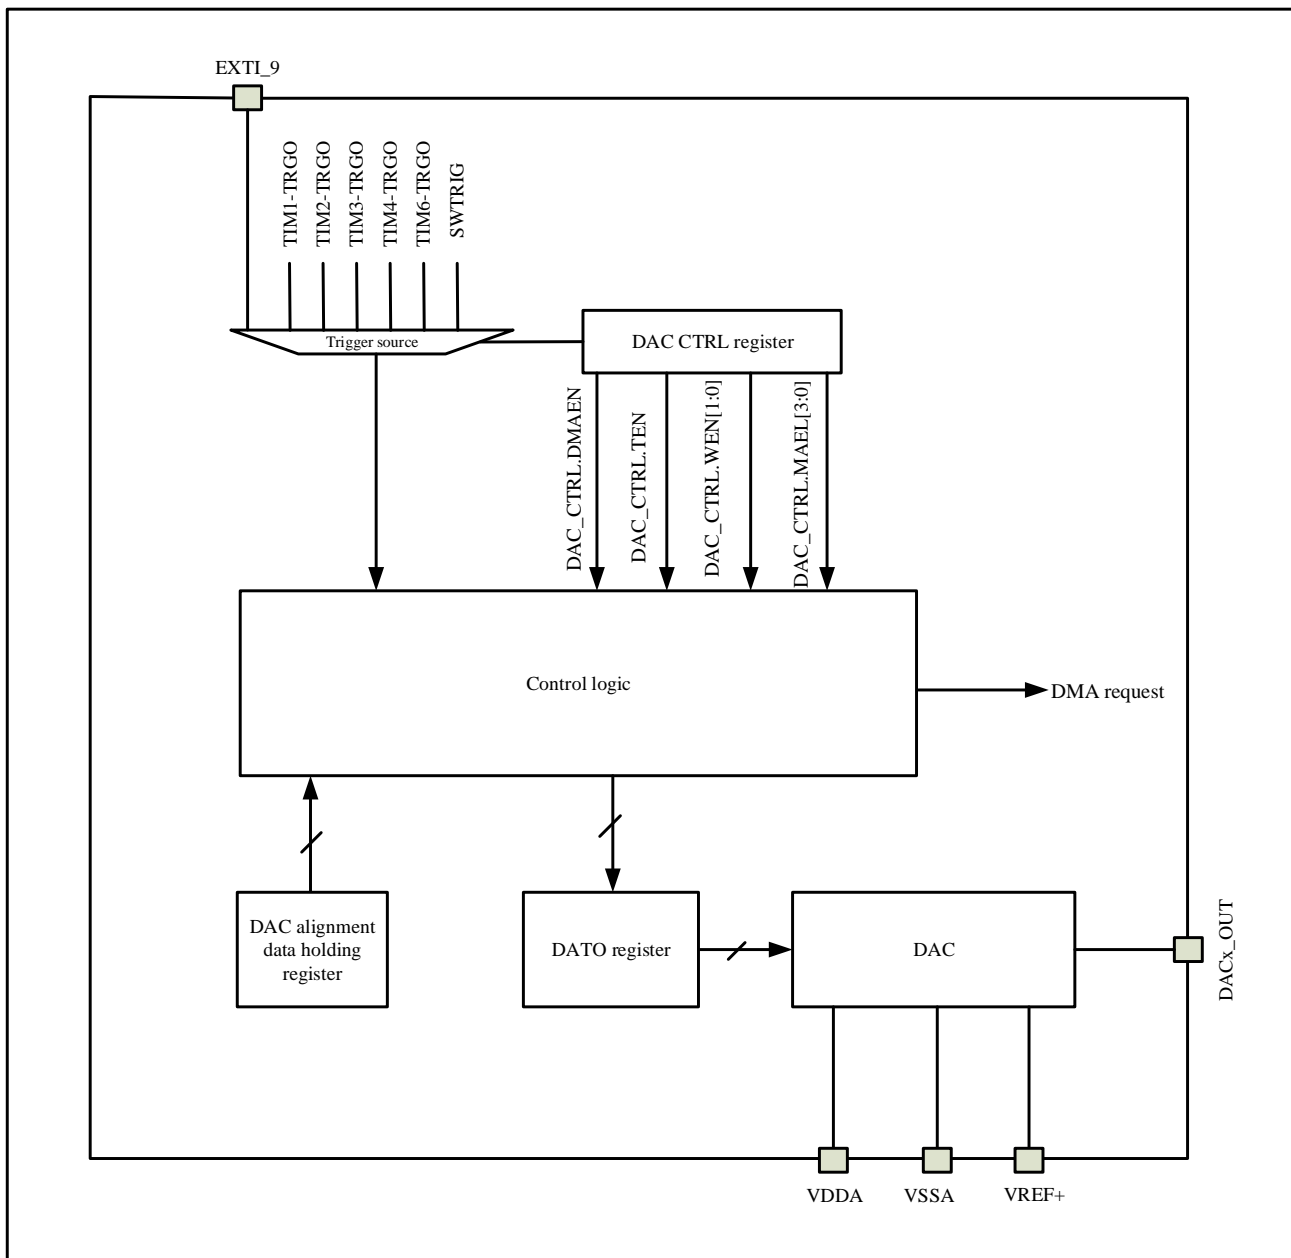 EXTI_9
TIM1-TRGO
TIM2-TRGO
TIM3-TRGO
TIM4-TRGO
TIM6-TRGO
SWTRIG
Trigger source
DAC CTRL register
DAC_CTRL.DMAEN
DAC_CTRL.TEN
DAC_CTRL.WEN[1:0]
DAC_CTRL.MAEL[3:0]
Control logic
DMA request
DAC alignment
data holding
register
DATO register
DAC
DACx_OUT
VDDA
VSSA
VREF+